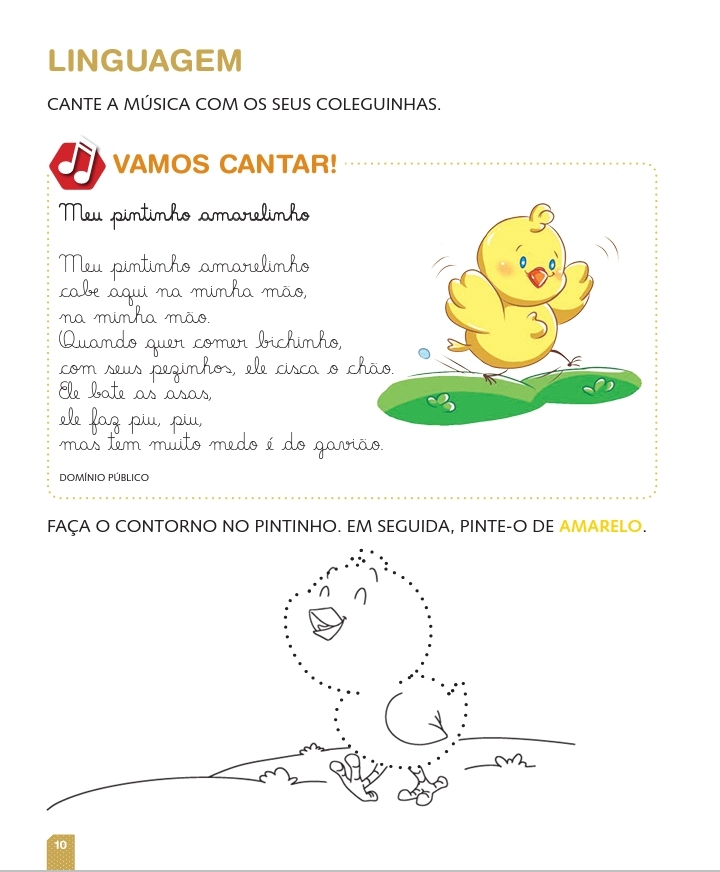 LINGUAGEM
CANTE A MÚSICA COM OS SEUS COLEGUINHAS.
VAMOS CANTAR!
Meu pintinho amarelinho
Meu pintinho amarelinho
cabe aqui na minha mão,
na minha mão.
Quando quer comer bichinho,
com seus pezinhos, ele cisca o chão.
Ele bate as asas,
ele faz piu, piu,
mas tem muito medo é do gavião.
DOMÍNIO PÚBLICO
FAÇA O CONTORNO NO PINTINHO. EM SEGUIDA, PINTE-O DE AMARELO.
10